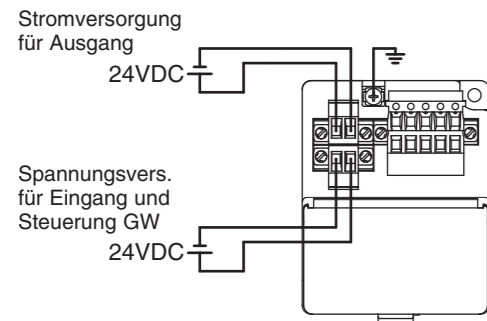 Stromversorgung
für Ausgang
24VDC
Spannungsvers.
für Eingang und
Steuerung GW
24VDC